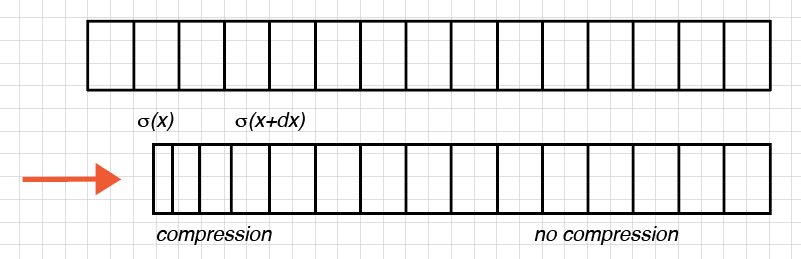 σ(x) σ(x+dx)
compression no compression